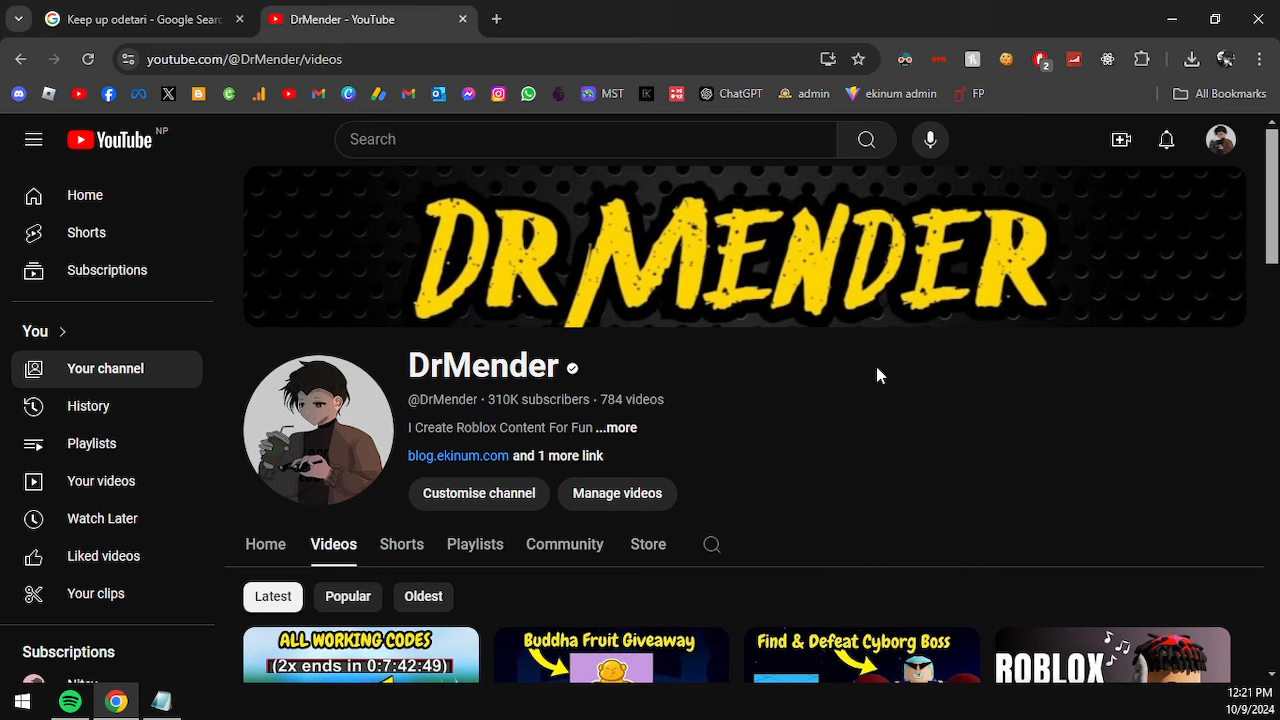 Keep up odetari - Google Searc
DrMender - YouTube
youtube.com/@DrMender/videos
2
MST
ChatGPT
admin
ekinum admin
FP
All Bookmarks
YouTube NP
Search
Home
Shorts
Subscriptions
You
Your channel
History
Playlists
Your videos
Watch Later
Liked videos
Your clips
Subscriptions
DRMENDER
DrMender
@DrMender · 310K subscribers · 784 videos
I Create Roblox Content For Fun ...more
blog.ekinum.com and 1 more link
Customise channel
Manage videos
Home
Videos
Shorts
Playlists
Community
Store
Latest
Popular
Oldest
ALL WORKING CODES
(2x ends in 0:7:42:49)
Buddha Fruit Giveaway
Find & Defeat Cyborg Boss
ROBLOX
12:21 PM
10/9/2024